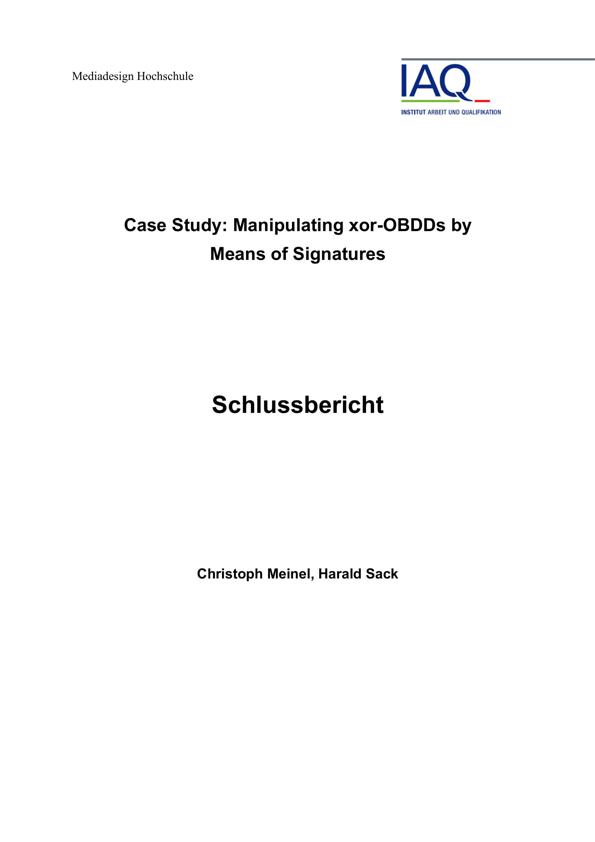 Mediadesign Hochschule
IAQ
INSTITUT ARBEIT UND QUALIFIKATION
Case Study: Manipulating xor-OBDDs by
Means of Signatures
Schlussbericht
Christoph Meinel, Harald Sack